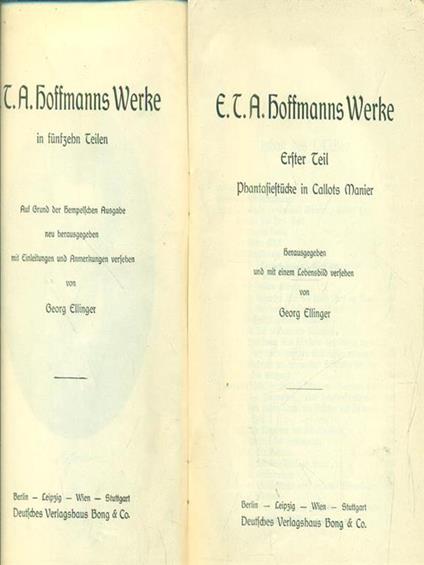 T. A. Hoffmanns Werke
in fünfzehn Teilen
Auf Grund der Hempelschen Ausgabe
neu herausgegeben
mit Einleitungen und Anmerkungen versehen
von
Georg Ellinger
Berlin — Leipzig — Wien — Stuttgart
Deutsches Verlagshaus Bong & Co.
E. T. A. Hoffmanns Werke
Erster Teil
Phantasiestücke in Callots Manier
Herausgegeben
und mit einem Lebensbild versehen
von
Georg Ellinger
Berlin — Leipzig — Wien — Stuttgart
Deutsches Verlagshaus Bong & Co.